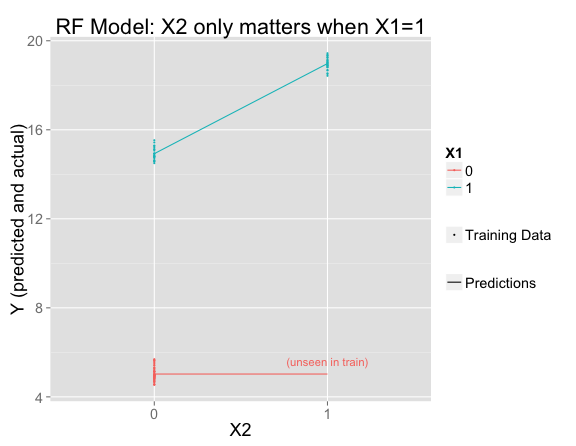 RF Model: X2 only matters when X1=1
Y (predicted and actual)
20
16
12
8
4
(unseen in train)
0
1
X2
X1
0
1
Training Data
Predictions